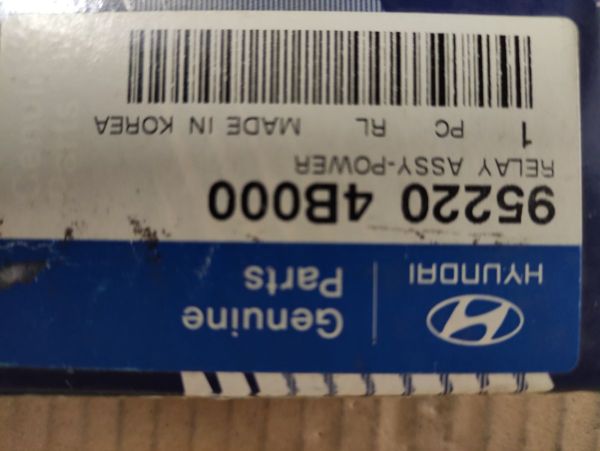 HYUNDAI
Genuine
Parts
95220 4B000
RELAY ASSY-POWER
1 PC RL MADE IN KOREA